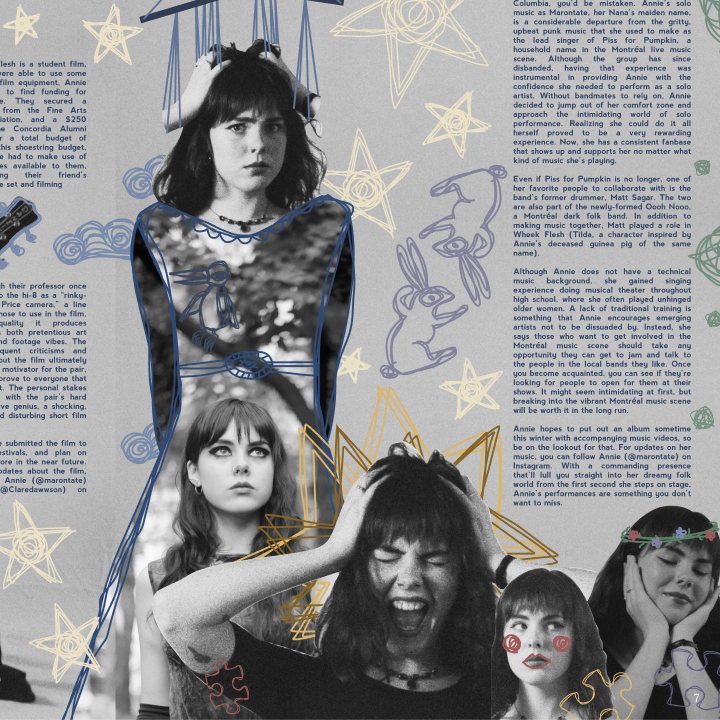 lesh is a student film,
were able to use some
film equipment. Annie
to find funding for
e. They secured a
from the Fine Arts
iation, and a $250
e Concordia Alumni
r a total budget of
this shoestring budget,
e had to make use of
es available to them,
ng their friend's
e set and filming
gh their professor once
to the hi-8 as a "rinky-
Price camera," a line
hose to use in the film,
quality it produces
s both pretentious art
nd footage vibes. The
quent criticisms and
out the film ultimately
motivator for the pair,
prove to everyone that
t. The personal stakes
with the pair's hard
ve genius, a shocking,
d disturbing short film
e submitted the film to
estivals, and plan on
ore in the near future.
pdates about the film,
Annie (@marontate)
@Claredawwson) on
Columbia, you'd be mistaken. Annie's solo
music as Marontate, her Nana's maiden name,
is a considerable departure from the gritty,
upbeat punk music that she used to make as
the lead singer of Piss for Pumpkin, a
household name in the Montréal live music
scene. Although the group has since
disbanded, having that experience was
instrumental in providing Annie with the
confidence she needed to perform as a solo
artist. Without bandmates to rely on, Annie
decided to jump out of her comfort zone and
approach the intimidating world of solo
performance. Realizing she could do it all
herself proved to be a very rewarding
experience. Now, she has a consistent fanbase
that shows up and supports her no matter what
kind of music she's playing.
Even if Piss for Pumpkin is no longer, one of
her favorite people to collaborate with is the
band's former drummer, Matt Sagar. The two
are also part of the newly-formed Oooh Nooo,
a Montréal dark folk band. In addition to
making music together, Matt played a role in
Wheek Flesh (Tilda, a character inspired by
Annie's deceased guinea pig of the same
name).
Although Annie does not have a technical
music background, she gained singing
experience doing musical theater throughout
high school, where she often played unhinged
older women. A lack of traditional training is
something that Annie encourages emerging
artists not to be dissuaded by. Instead, she
says those who want to get involved in the
Montréal music scene should take any
opportunity they can get to jam and talk to
the people in the local bands they like. Once
you become acquainted, you can see if they're
looking for people to open for them at their
shows. It might seem intimidating at first, but
breaking into the vibrant Montréal music scene
will be worth it in the long run.
Annie hopes to put out an album sometime
this winter with accompanying music videos, so
be on the lookout for that. For updates on her
music, you can follow Annie (@marontate) on
Instagram. With a commanding presence
that'll lull you straight into her dreamy folk
world from the first second she steps on stage,
Annie's performances are something you don't
want to miss.
7